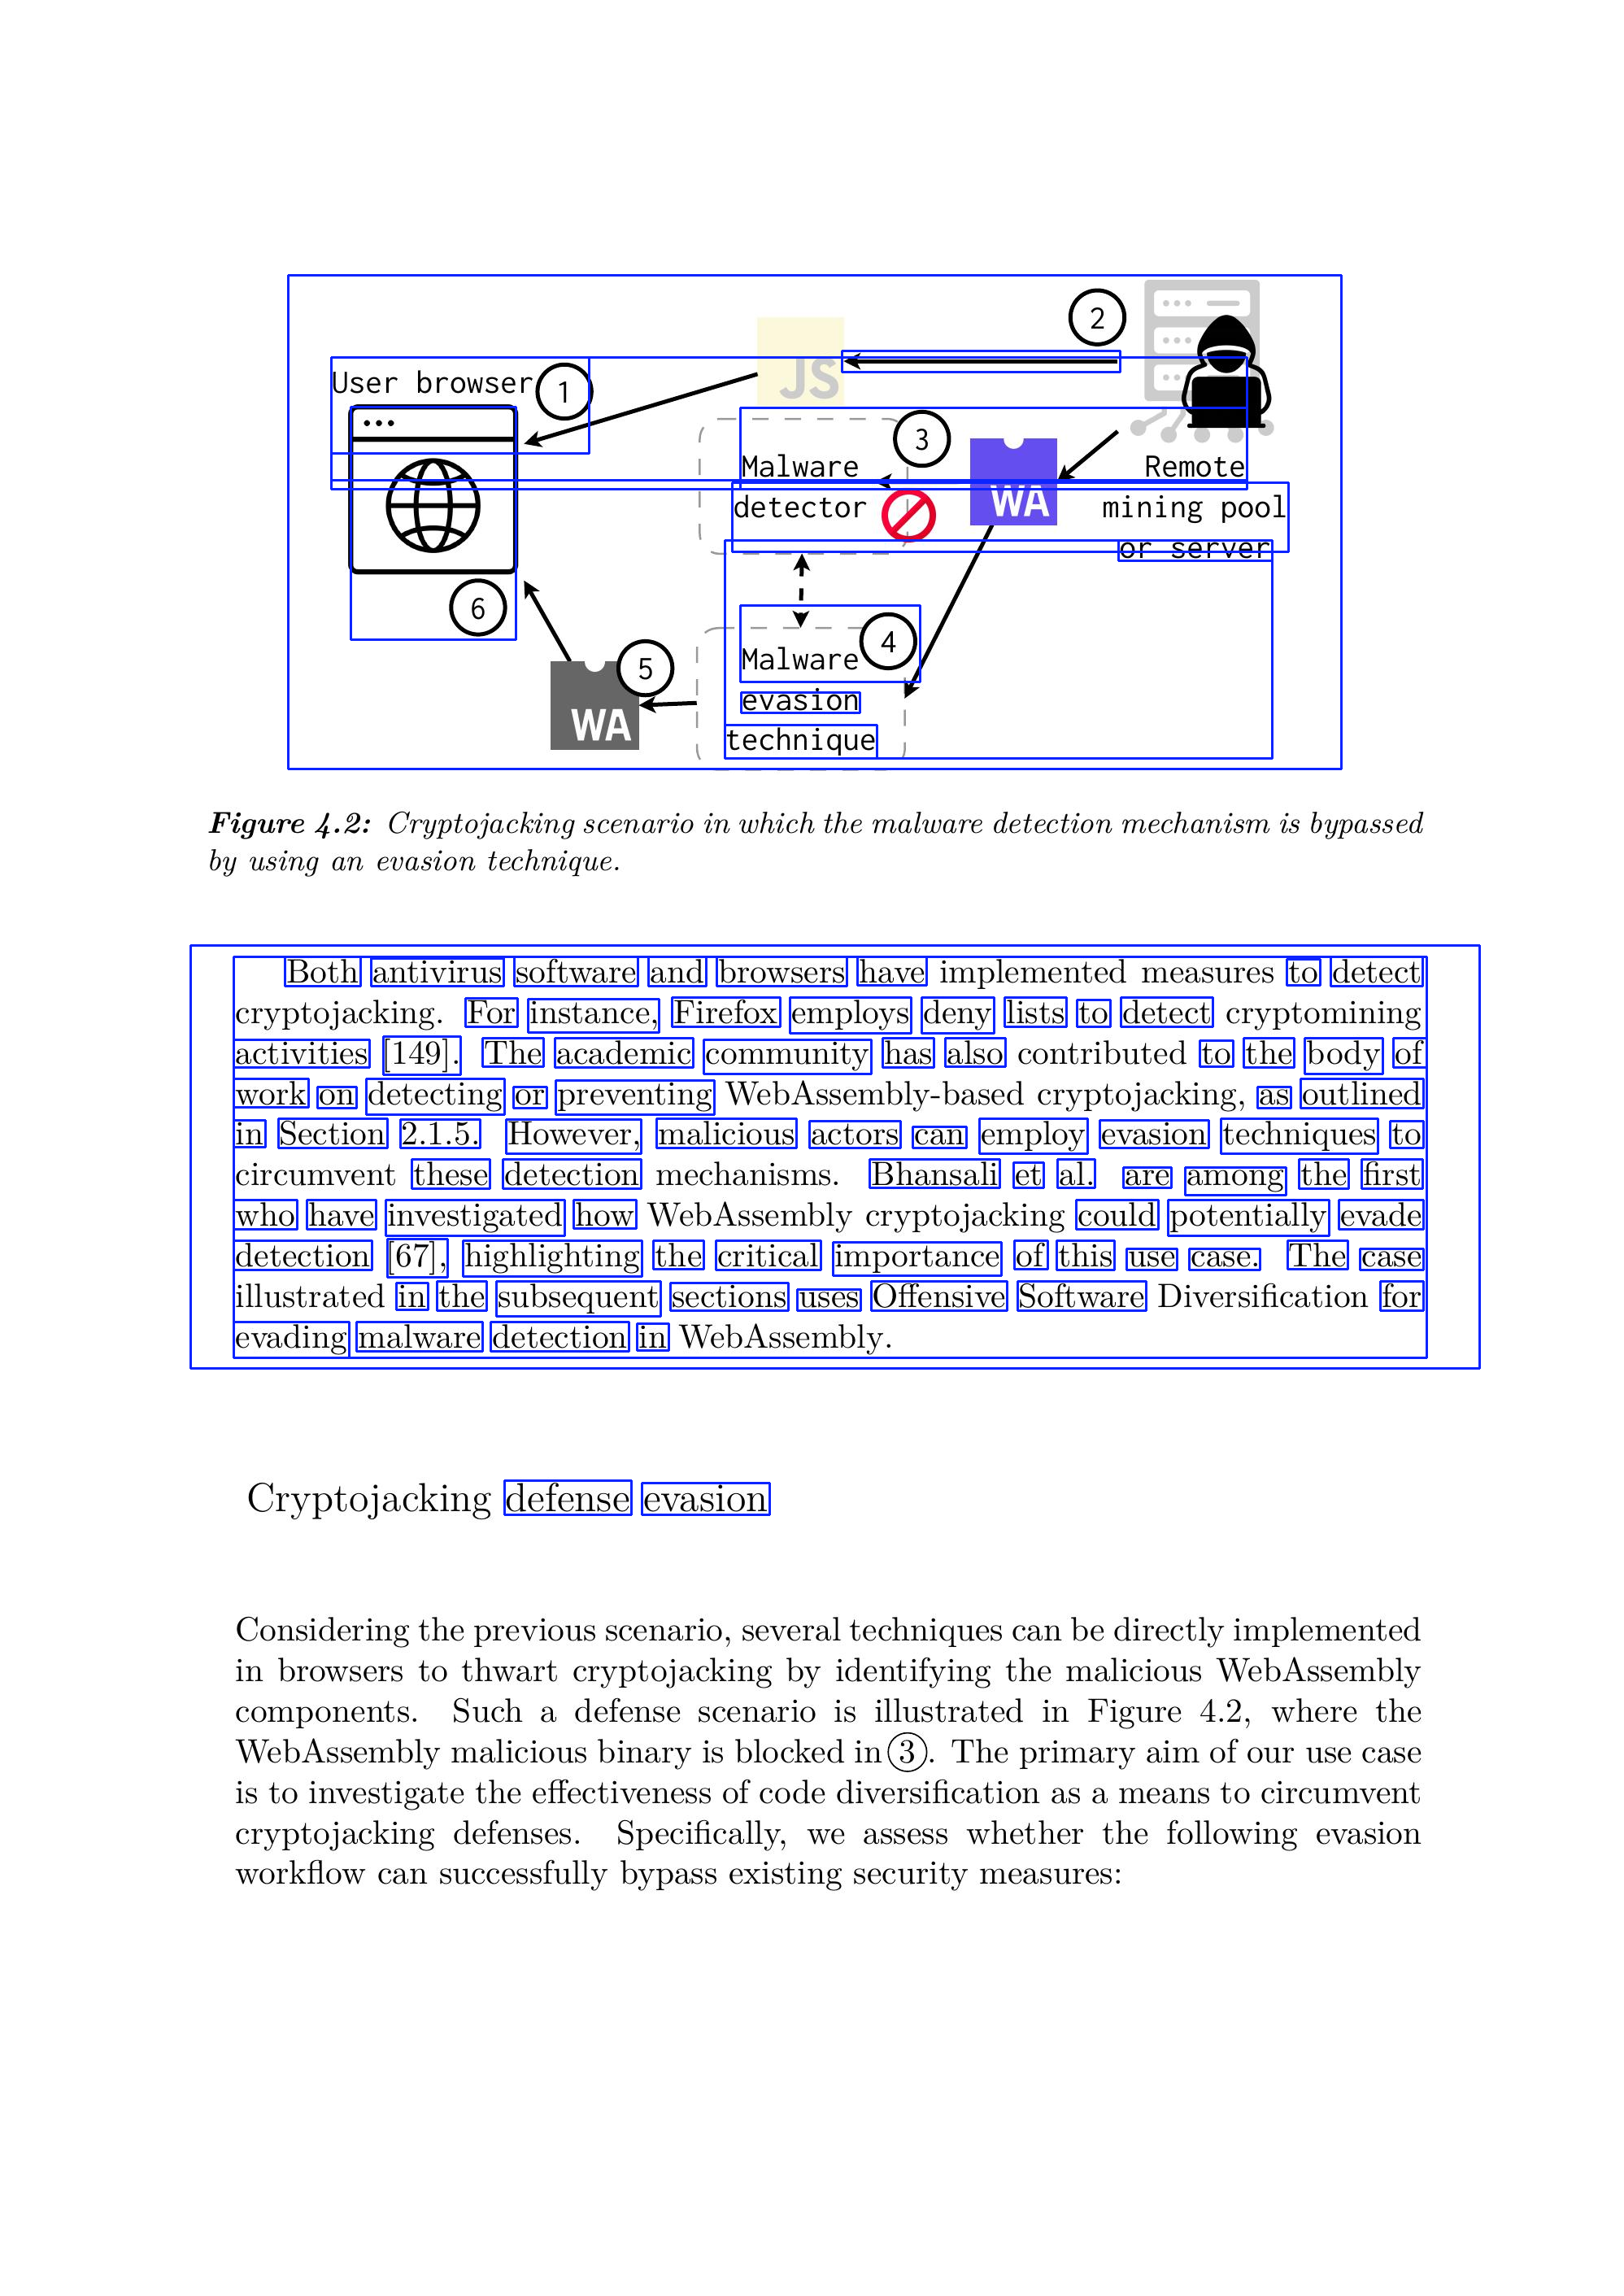 2
JS
User browser
1
3
Malware
detector
WA
Remote
mining pool
or server
6
4
Malware
evasion
technique
5
WA
Figure 4.2: Cryptojacking scenario in which the malware detection mechanism is bypassed
by using an evasion technique.
Both antivirus software and browsers have implemented measures to detect
cryptojacking. For instance, Firefox employs deny lists to detect cryptomining
activities [149]. The academic community has also contributed to the body of
work on detecting or preventing WebAssembly-based cryptojacking, as outlined
in Section 2.1.5. However, malicious actors can employ evasion techniques to
circumvent these detection mechanisms. Bhansali et al. are among the first
who have investigated how WebAssembly cryptojacking could potentially evade
detection [67], highlighting the critical importance of this use case. The case
illustrated in the subsequent sections uses Offensive Software Diversification for
evading malware detection in WebAssembly.
Cryptojacking defense evasion
Considering the previous scenario, several techniques can be directly implemented
in browsers to thwart cryptojacking by identifying the malicious WebAssembly
components. Such a defense scenario is illustrated in Figure 4.2, where the
WebAssembly malicious binary is blocked in 3. The primary aim of our use case
is to investigate the effectiveness of code diversification as a means to circumvent
cryptojacking defenses. Specifically, we assess whether the following evasion
workflow can successfully bypass existing security measures: